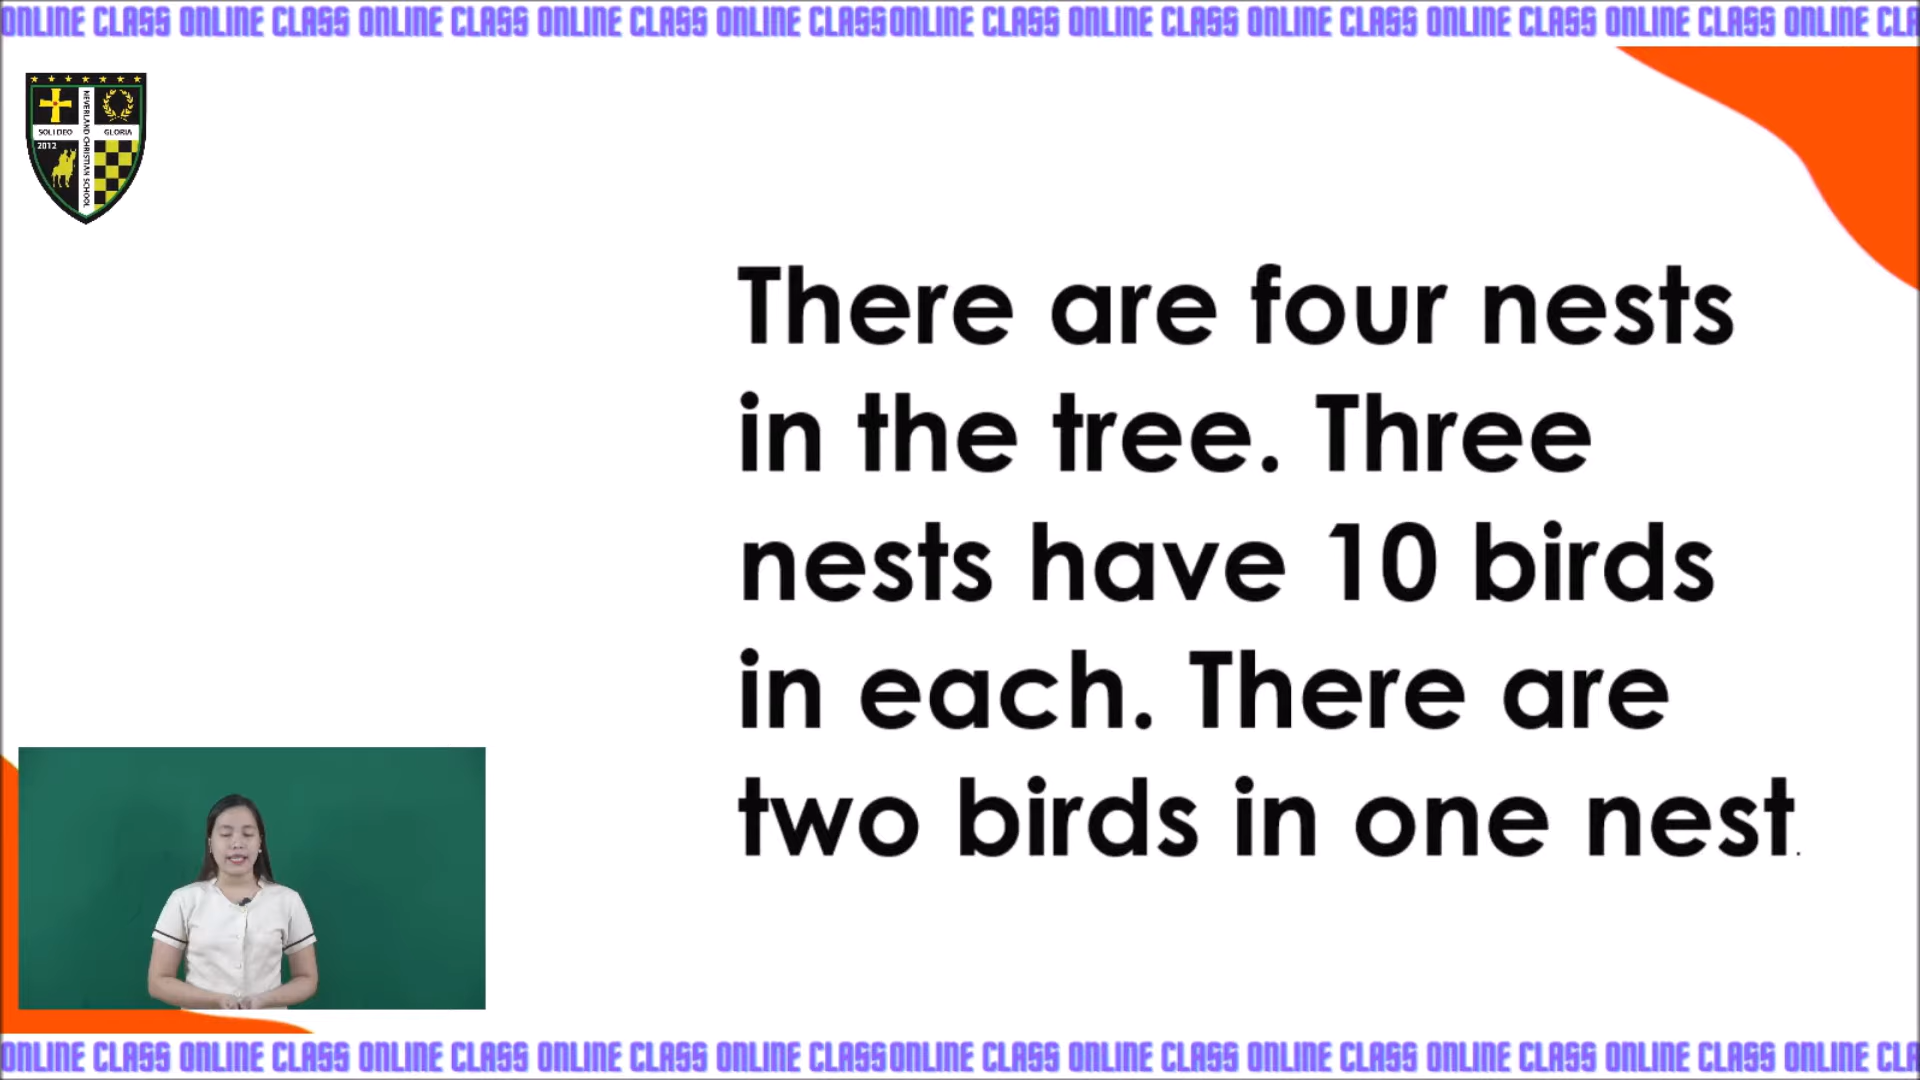 ONLINE CLASS ONLINE CLASS ONLINE CLASS ONLINE CLASS ONLINE CLASS ONLINE CLASS ONLINE CLASS ONLINE CLASS ONLINE CLASS ONLINE CLASS ONLINE CLA
SOLI DEO GLORIA
2012
NEVERLAND CHRISTIAN SCHOOL
There are four nests
in the tree. Three
nests have 10 birds
in each. There are
two birds in one nest.
ONLINE CLASS ONLINE CLASS ONLINE CLASS ONLINE CLASS ONLINE CLASS ONLINE CLASS ONLINE CLASS ONLINE CLASS ONLINE CLASS ONLINE CLASS ONLINE CLA